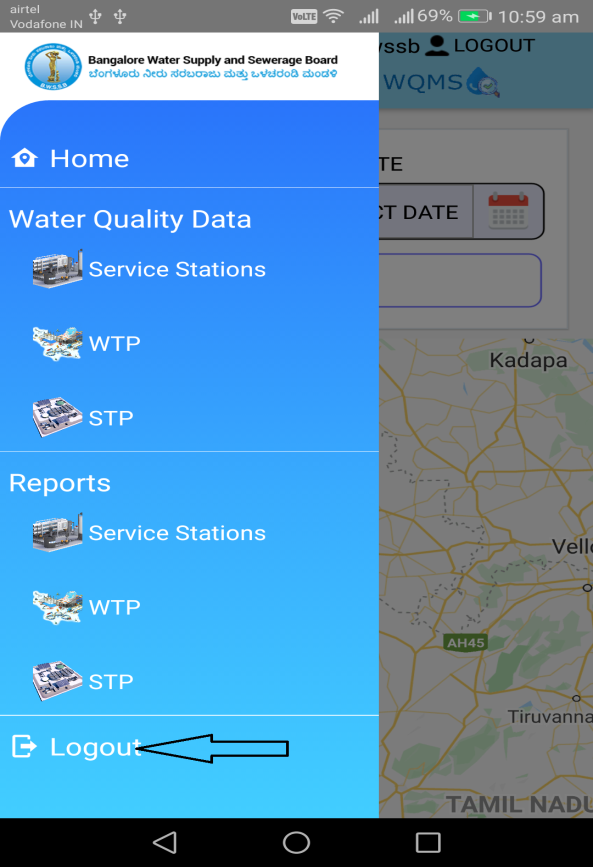 airtel
Vodafone IN
VoLTE
69%
10:59 am
Bangalore Water Supply and Sewerage Board
ಬೆಂಗಳೂರು ನೀರು ಸರಬರಾಜು ಮತ್ತು ಒಳಚರಂಡಿ ಮಂಡಳಿ
B.W.S.S.B
ssb LOGOUT
WQMS
Home
TE
CT DATE
Water Quality Data
Service Stations
WTP
STP
Reports
Service Stations
WTP
STP
Logout
Kadapa
Vello
AH45
Tiruvanna
TAMIL NADU